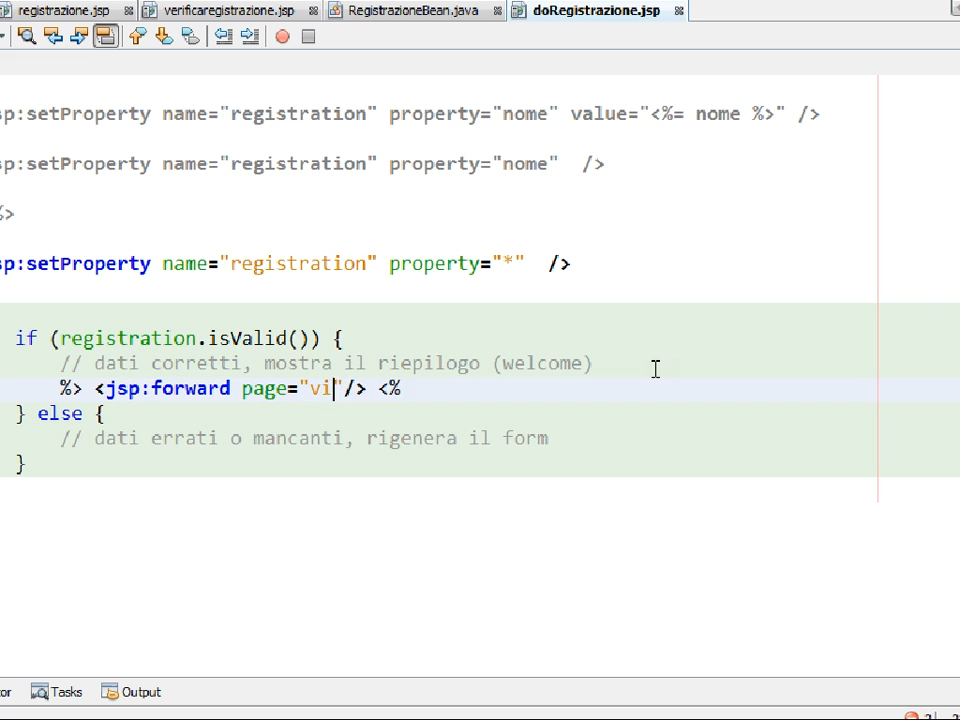 registrazione.jsp verificaregistrazione.jsp RegistrazioneBean.java doRegistrazione.jsp
sp:setProperty name="registration" property="nome" value="<%= nome %>" />
sp:setProperty name="registration" property="nome" />
%>
sp:setProperty name="registration" property="*" />
if (registration.isValid()) {
// dati corretti, mostra il riepilogo (welcome)
%> <jsp:forward page="vi"/> <%
} else {
// dati errati o mancanti, rigenera il form
}
Tasks Output